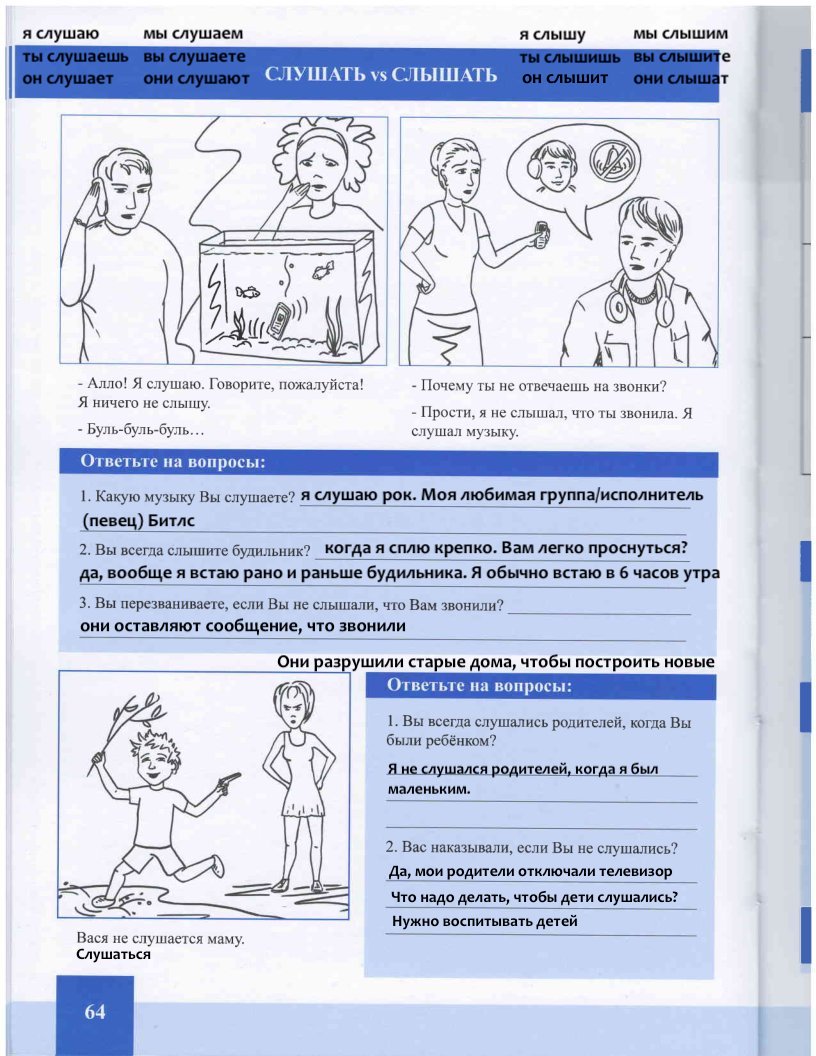 я слушаю мы слушаем я слышу мы слышим
ты слушаешь вы слушаете ты слышишь вы слышите
он слушает они слушают СЛУШАТЬ vs СЛЫШАТЬ он слышит они слышат
- Алло! Я слушаю. Говорите, пожалуйста!
Я ничего не слышу.
- Буль-буль-буль…
- Почему ты не отвечаешь на звонки?
- Прости, я не слышал, что ты звонила. Я
слушал музыку.
Ответьте на вопросы:
1. Какую музыку Вы слушаете? я слушаю рок. Моя любимая группа/исполнитель
(певец) Битлс
2. Вы всегда слышите будильник? когда я сплю крепко. Вам легко проснуться?
да, вообще я встаю рано и раньше будильника. Я обычно встаю в 6 часов утра
3. Вы перезваниваете, если Вы не слышали, что Вам звонили?
они оставляют сообщение, что звонили
Они разрушили старые дома, чтобы построить новые
Ответьте на вопросы:
1. Вы всегда слушались родителей, когда Вы
были ребёнком?
Я не слушался родителей, когда я был
маленьким.
2. Вас наказывали, если Вы не слушались?
Да, мои родители отключали телевизор
Что надо делать, чтобы дети слушались?
Нужно воспитывать детей
Вася не слушается маму.
Слушаться
64